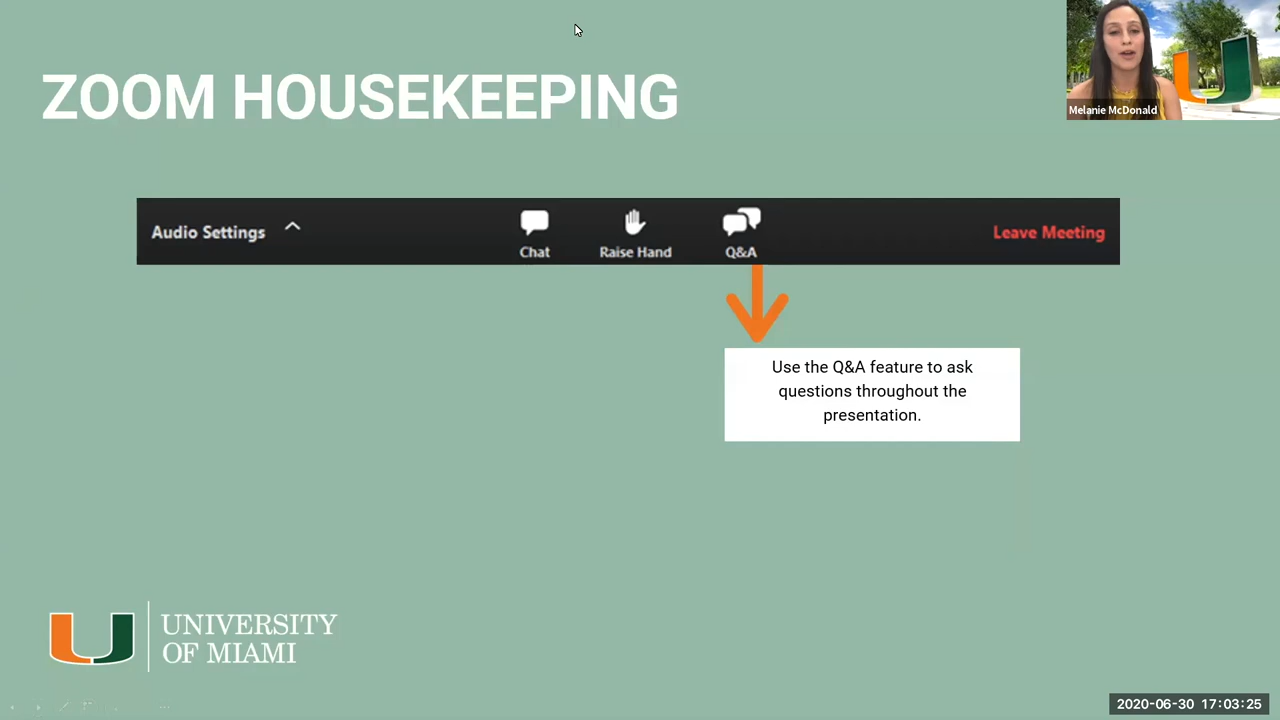 ZOOM HOUSEKEEPING
Melanie McDonald
Audio Settings
Chat
Raise Hand
Q&A
Leave Meeting
Use the Q&A feature to ask
questions throughout the
presentation.
UNIVERSITY
OF MIAMI
2020-06-30 17:03:25